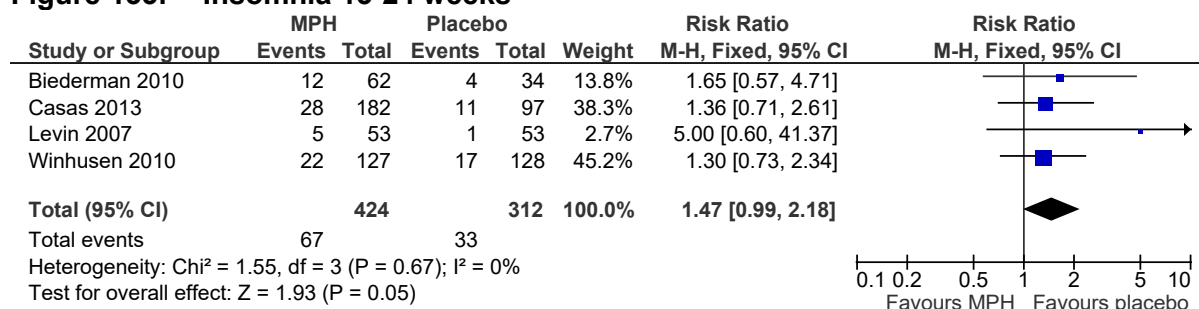 MPH Placebo Risk Ratio Risk Ratio
Study or Subgroup Events Total Events Total Weight M-H, Fixed, 95% CI M-H, Fixed, 95% CI
Biederman 2010 12 62 4 34 13.8% 1.65 [0.57, 4.71]
Casas 2013 28 182 11 97 38.3% 1.36 [0.71, 2.61]
Levin 2007 5 53 1 53 2.7% 5.00 [0.60, 41.37]
Winhusen 2010 22 127 17 128 45.2% 1.30 [0.73, 2.34]
Total (95% CI) 424 312 100.0% 1.47 [0.99, 2.18]
Total events 67 33
Heterogeneity: Chi² = 1.55, df = 3 (P = 0.67); I² = 0%
Test for overall effect: Z = 1.93 (P = 0.05)
0.1 0.2 0.5 1 2 5 10
Favours MPH Favours placebo